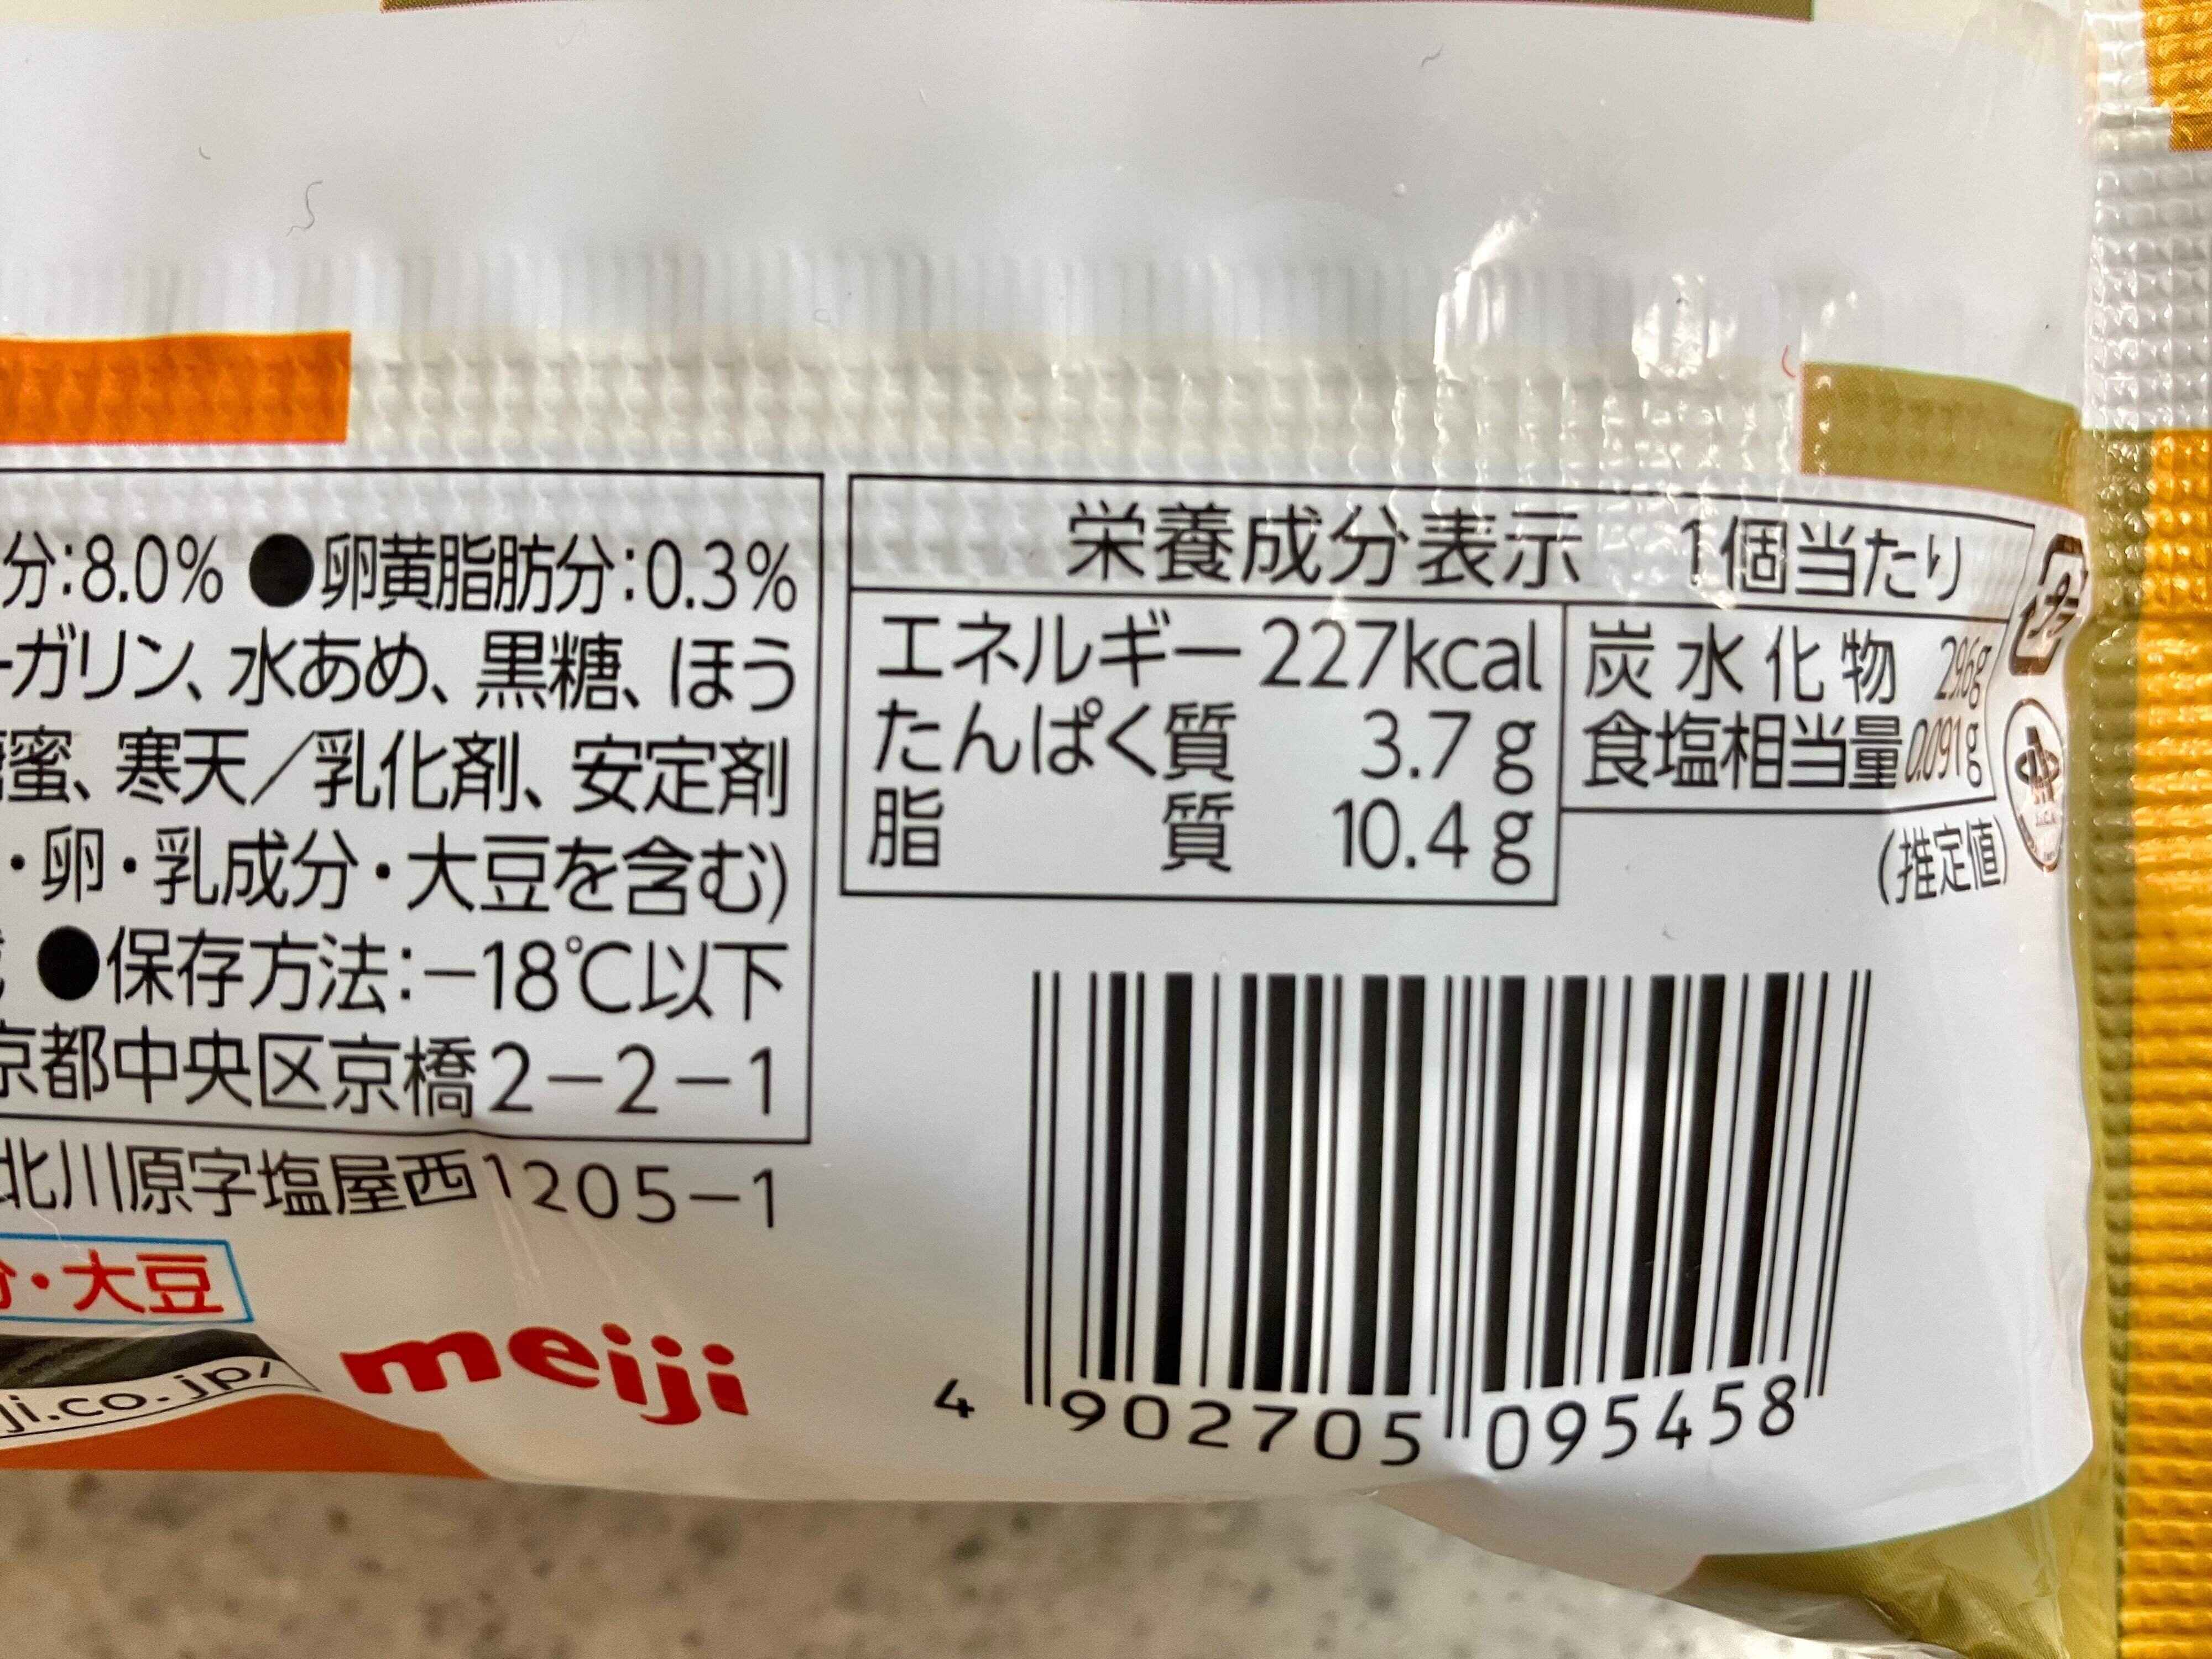 分:8.0% ●卵黄脂肪分:0.3%
ーガリン、水あめ、黒糖、ほう
蜜、寒天/乳化剤、安定剤
・卵・乳成分・大豆を含む)
●保存方法:−18℃以下
京都中央区京橋2−2−1
北川原字塩屋西1205−1
分・大豆
ji.co.jp/
meiji
栄養成分表示 1個当たり
エネルギー 227kcal
たんぱく質 3.7g
脂質 10.4g
炭水化物 29.6g
食塩相当量 0.091g
(推定値)
プラ
4 902705 095458